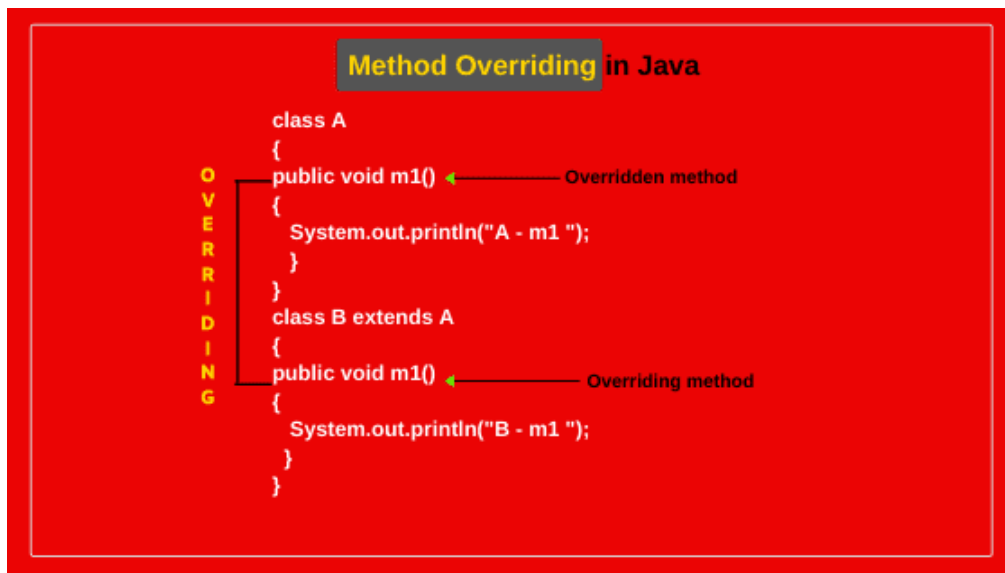 Method Overriding in Java
class A
{
public void m1() Overridden method
{
System.out.println("A - m1 ");
}
}
class B extends A
{
public void m1() Overriding method
{
System.out.println("B - m1 ");
}
}
OVERRIDING